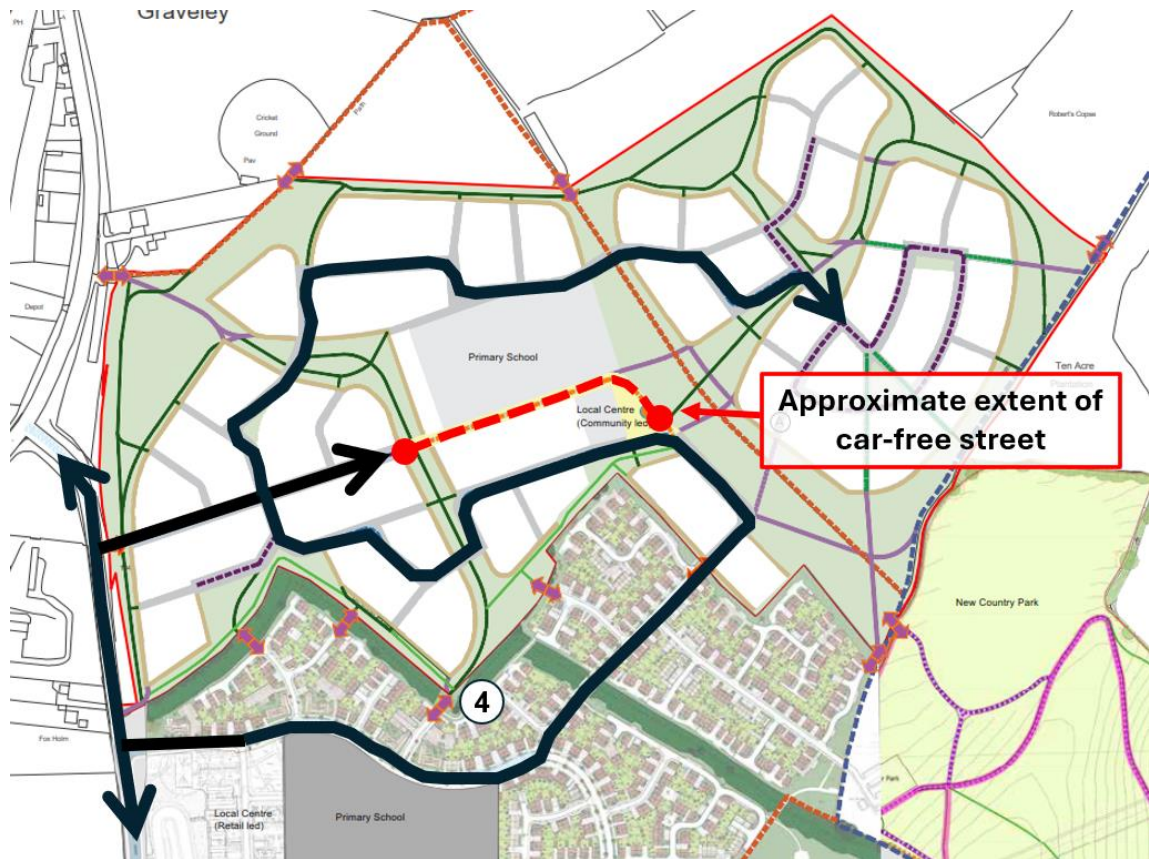 PH
Graveley
Path
Cricket
Ground
Pav
Robert's Copse
Depot
Primary School
Ten Acre
Plantation
Local Centre
(Community led)
Approximate extent of
car-free street
A
New Country Park
4
Fox Holm
Local Centre
(Retail led)
Primary School